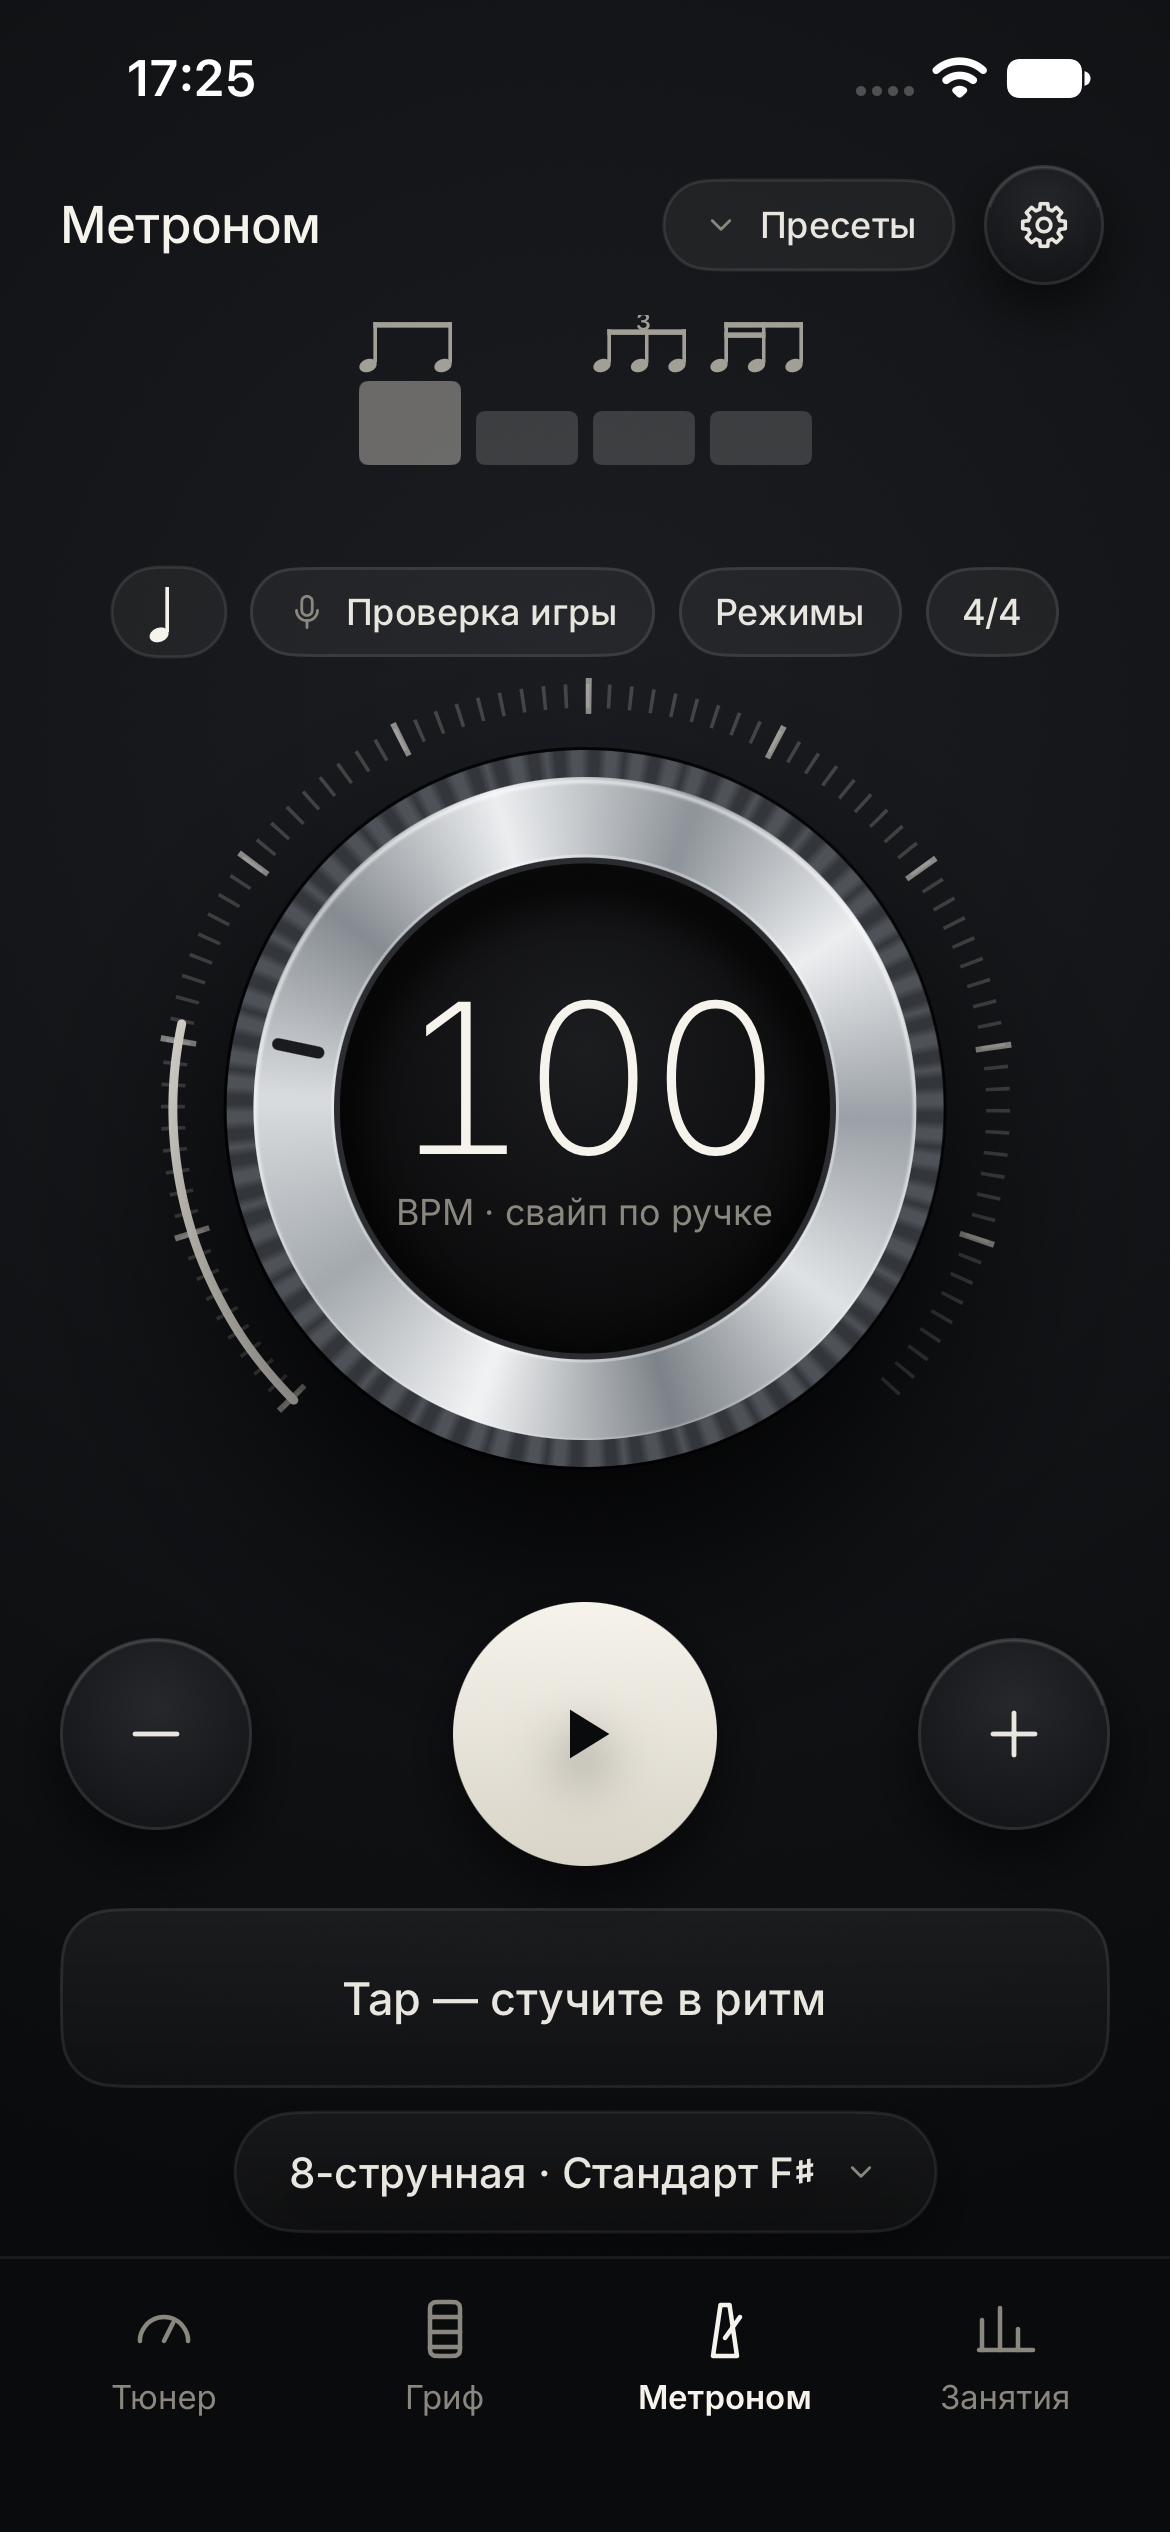 17:25
Метроном
Пресеты
3
Проверка игры
Режимы
4/4
100
BPM · свайп по ручке
Tap — стучите в ритм
8-струнная · Стандарт F♯
Тюнер
Гриф
Метроном
Занятия